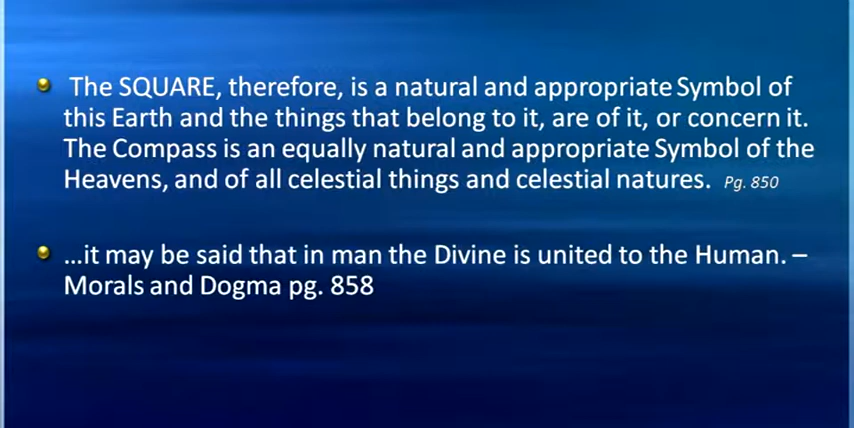 The SQUARE, therefore, is a natural and appropriate Symbol of
this Earth and the things that belong to it, are of it, or concern it.
The Compass is an equally natural and appropriate Symbol of the
Heavens, and of all celestial things and celestial natures. Pg. 850
...it may be said that in man the Divine is united to the Human. –
Morals and Dogma pg. 858